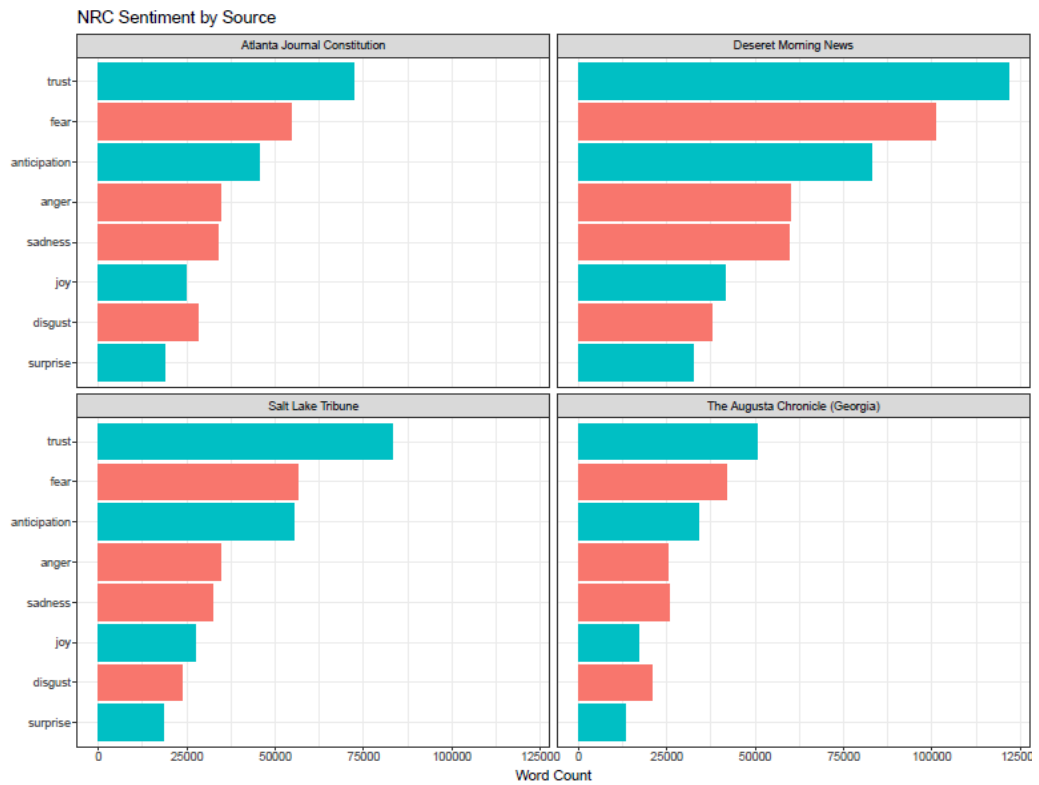 NRC Sentiment by Source
Atlanta Journal Constitution
Deseret Morning News
trust
fear
anticipation
anger
sadness
joy
disgust
surprise
Salt Lake Tribune
The Augusta Chronicle (Georgia)
trust
fear
anticipation
anger
sadness
joy
disgust
surprise
0 25000 50000 75000 100000 125000 0 25000 50000 75000 100000 12500
Word Count